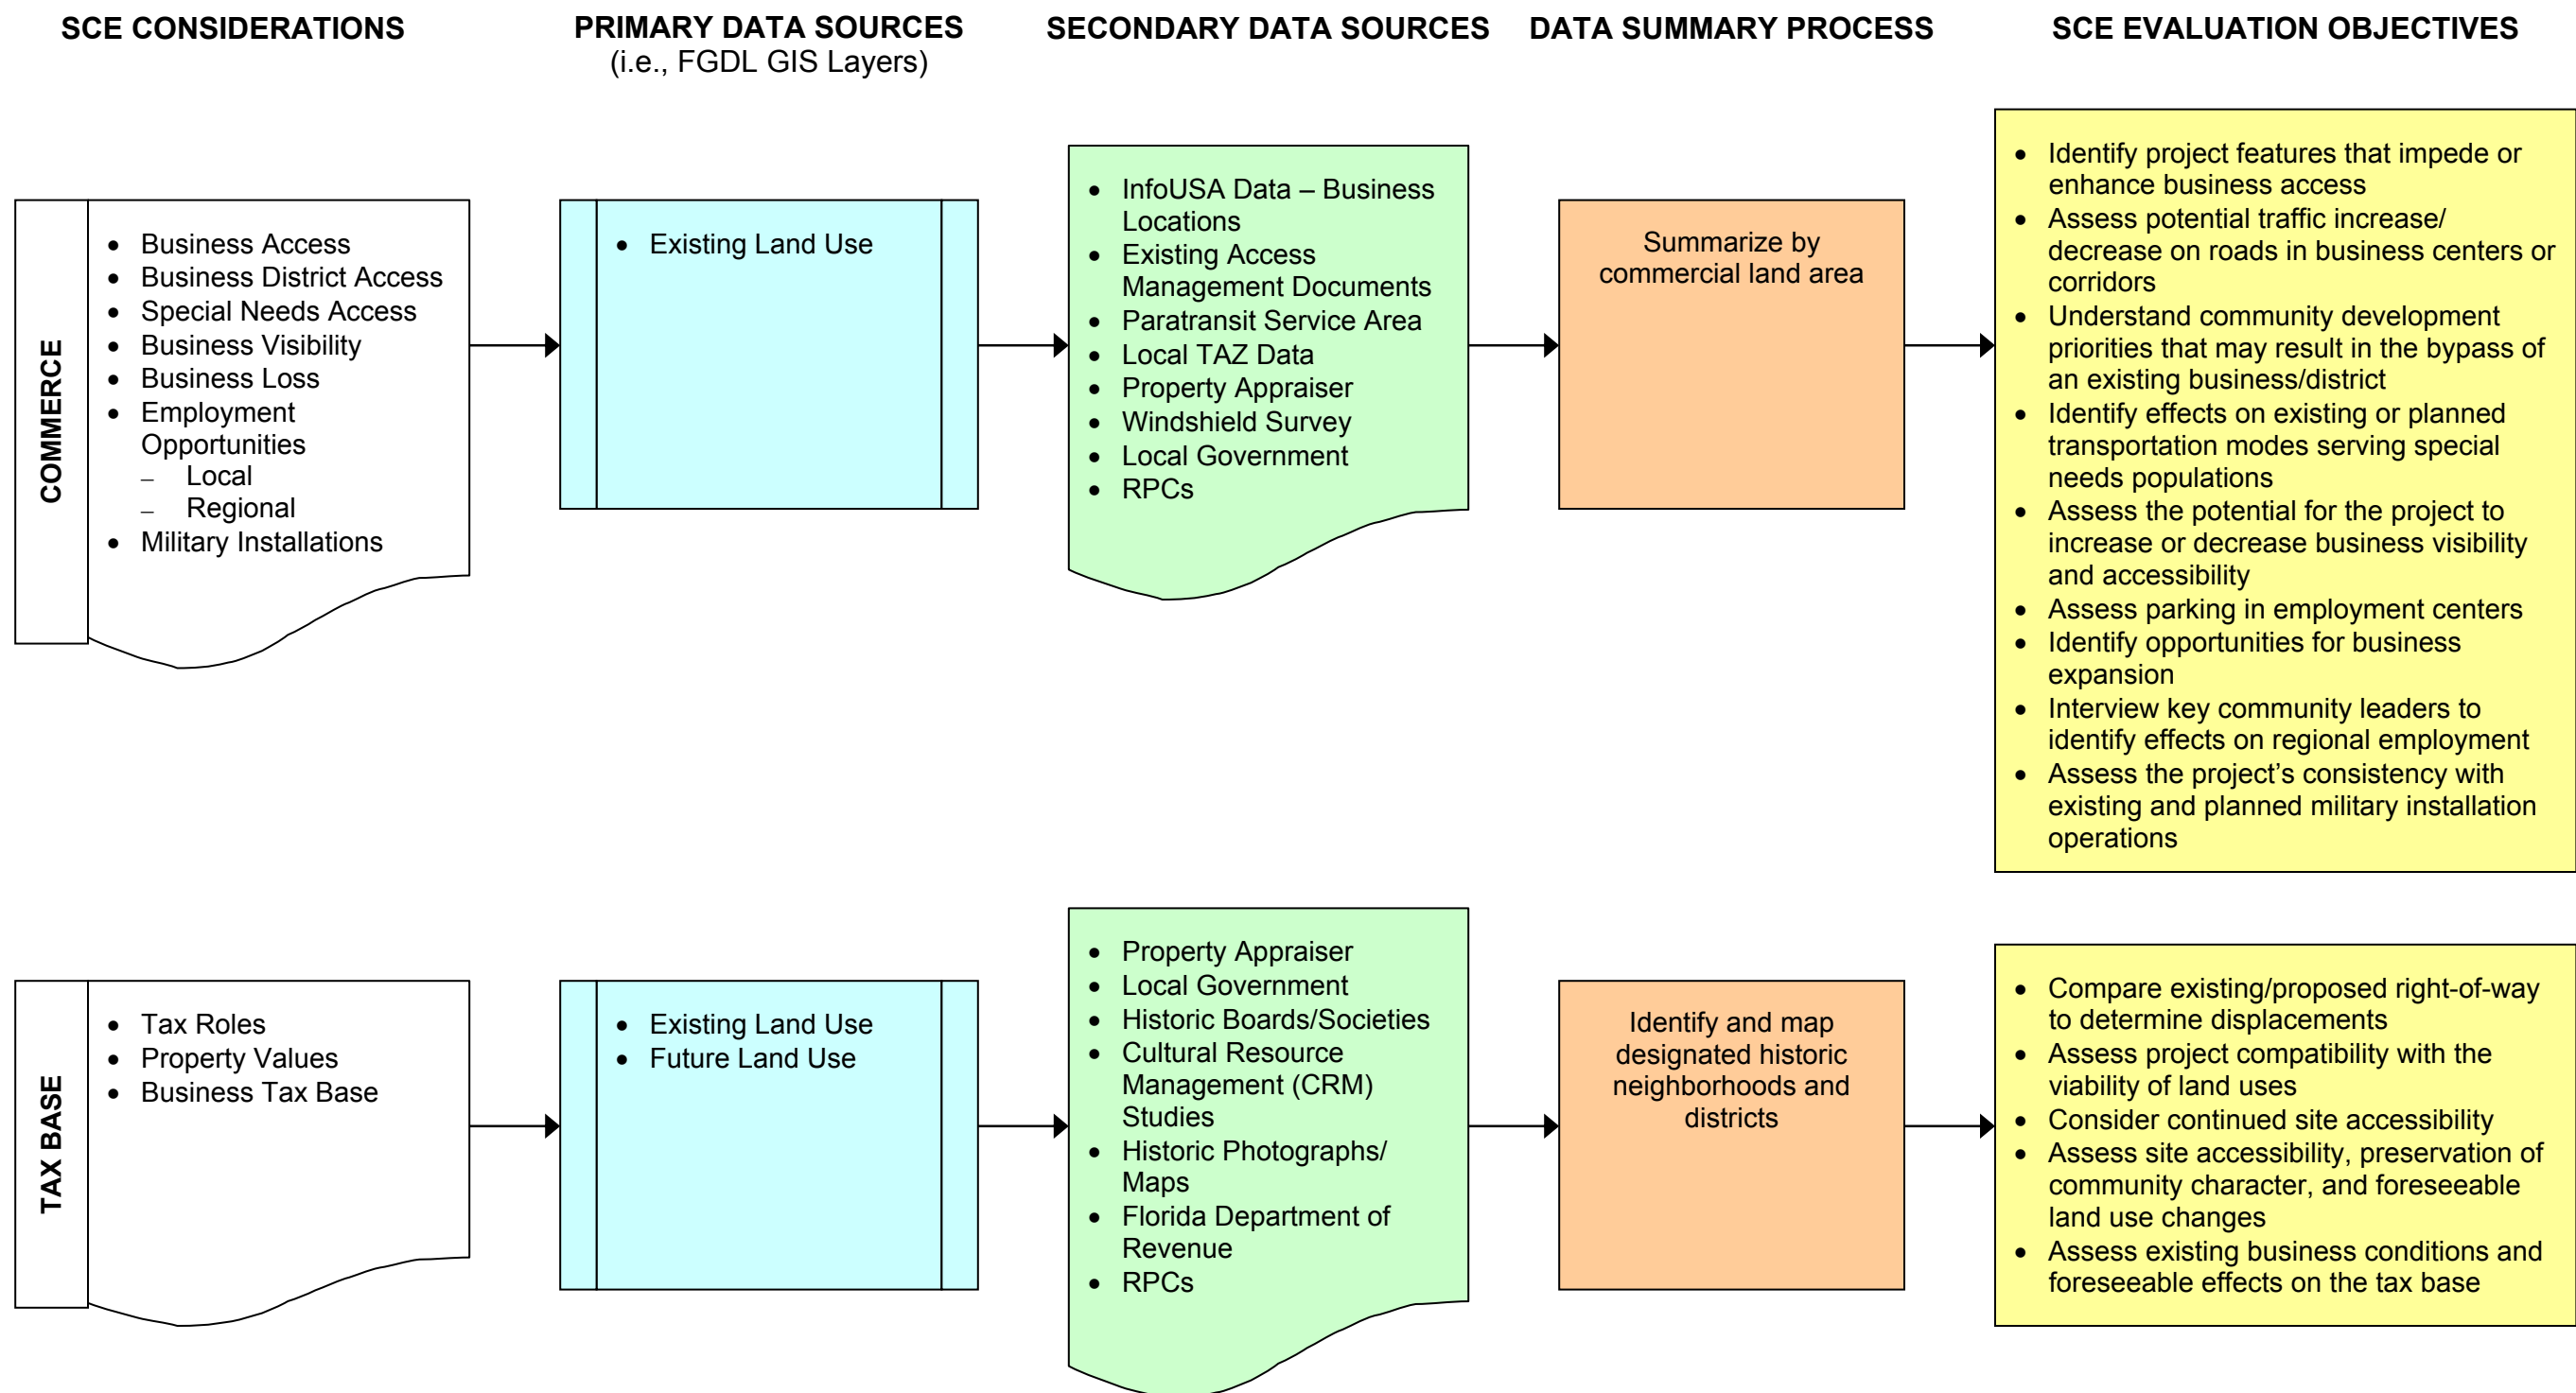 SCE CONSIDERATIONS
PRIMARY DATA SOURCES
(i.e., FGDL GIS Layers)
SECONDARY DATA SOURCES
DATA SUMMARY PROCESS
SCE EVALUATION OBJECTIVES
COMMERCE
• Business Access
• Business District Access
• Special Needs Access
• Business Visibility
• Business Loss
• Employment
Opportunities
– Local
– Regional
• Military Installations
• Existing Land Use
• InfoUSA Data – Business
Locations
• Existing Access
Management Documents
• Paratransit Service Area
• Local TAZ Data
• Property Appraiser
• Windshield Survey
• Local Government
• RPCs
Summarize by
commercial land area
• Identify project features that impede or
enhance business access
• Assess potential traffic increase/
decrease on roads in business centers or
corridors
• Understand community development
priorities that may result in the bypass of
an existing business/district
• Identify effects on existing or planned
transportation modes serving special
needs populations
• Assess the potential for the project to
increase or decrease business visibility
and accessibility
• Assess parking in employment centers
• Identify opportunities for business
expansion
• Interview key community leaders to
identify effects on regional employment
• Assess the project’s consistency with
existing and planned military installation
operations
TAX BASE
• Tax Roles
• Property Values
• Business Tax Base
• Existing Land Use
• Future Land Use
• Property Appraiser
• Local Government
• Historic Boards/Societies
• Cultural Resource
Management (CRM)
Studies
• Historic Photographs/
Maps
• Florida Department of
Revenue
• RPCs
Identify and map
designated historic
neighborhoods and
districts
• Compare existing/proposed right-of-way
to determine displacements
• Assess project compatibility with the
viability of land uses
• Consider continued site accessibility
• Assess site accessibility, preservation of
community character, and foreseeable
land use changes
• Assess existing business conditions and
foreseeable effects on the tax base